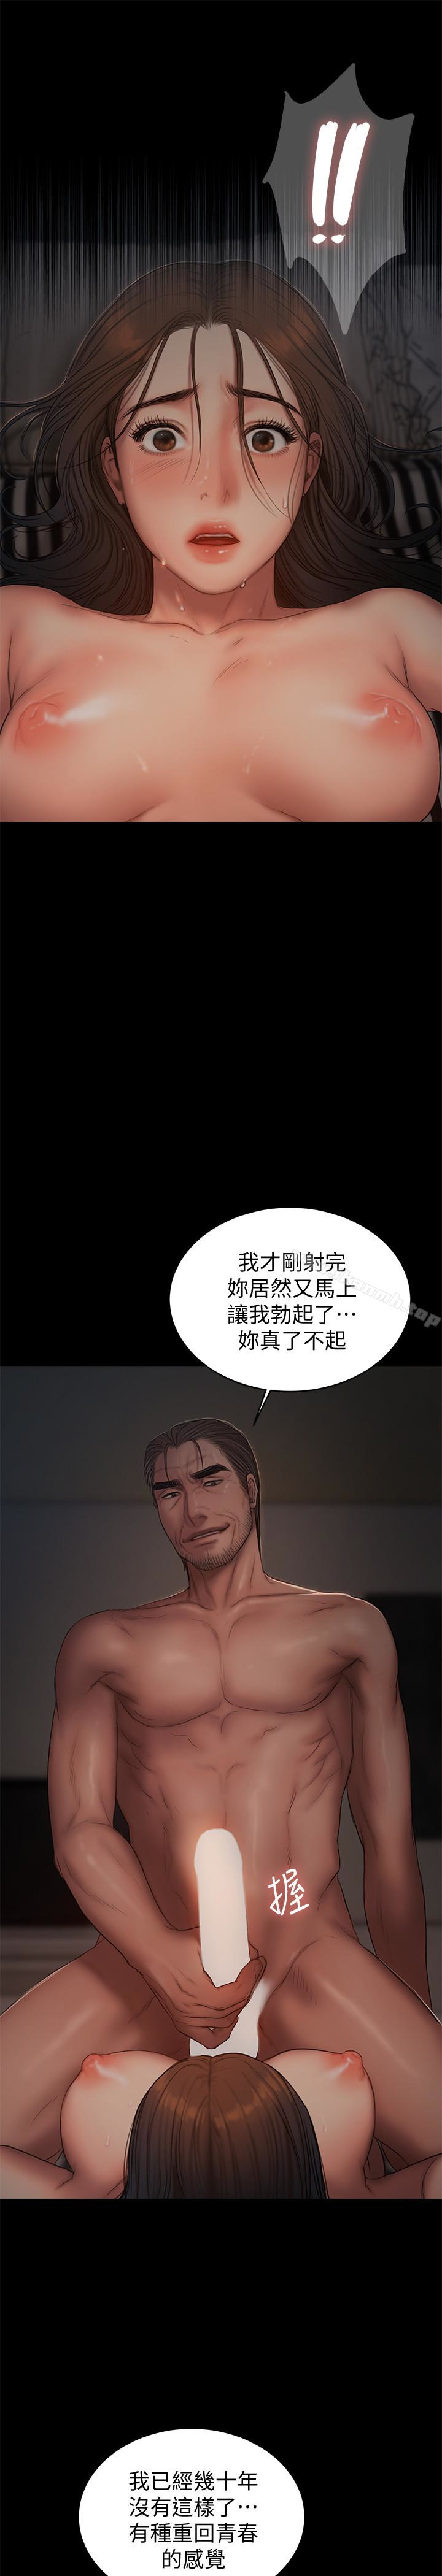 !!
我才剛射完
妳居然又馬上
讓我勃起了…
妳真了不起
握
我已經幾十年
沒有這樣了…
有種重回青春
的感覺